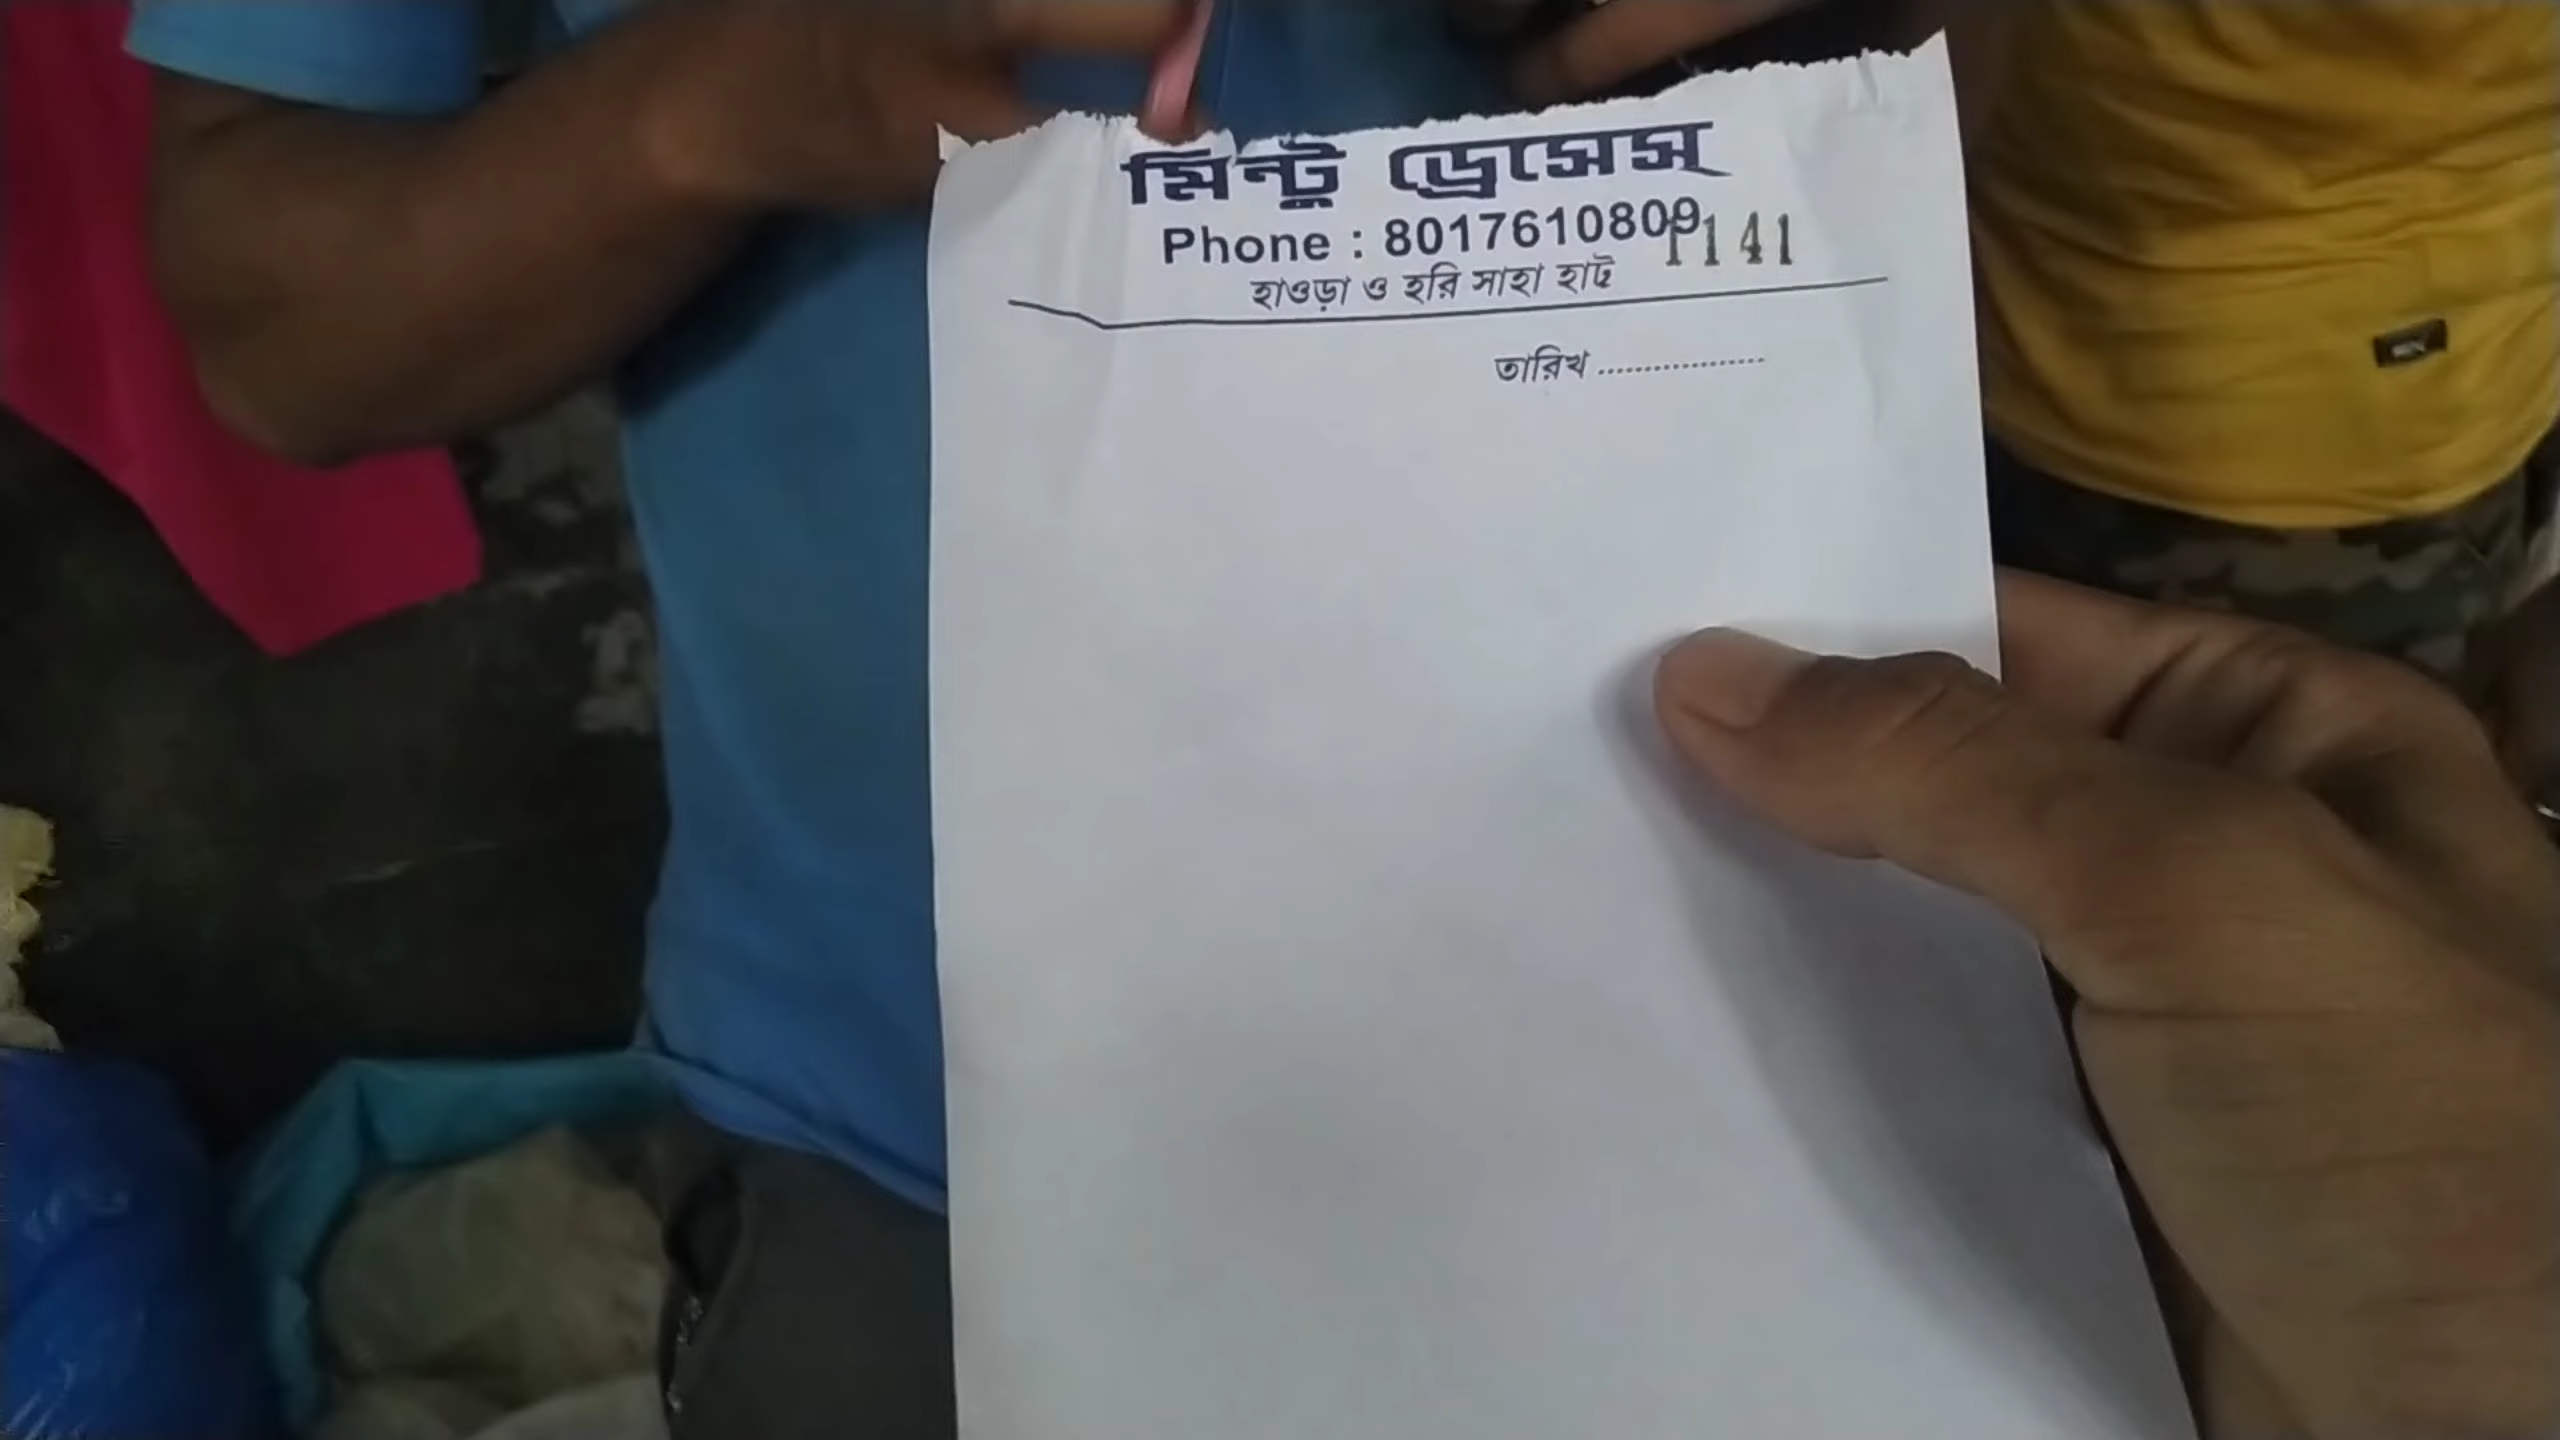 মিন্টু ড্রেসেস্
Phone : 8017610809
1141
হাওড়া ও হরি সাহা হাট
তারিখ .................